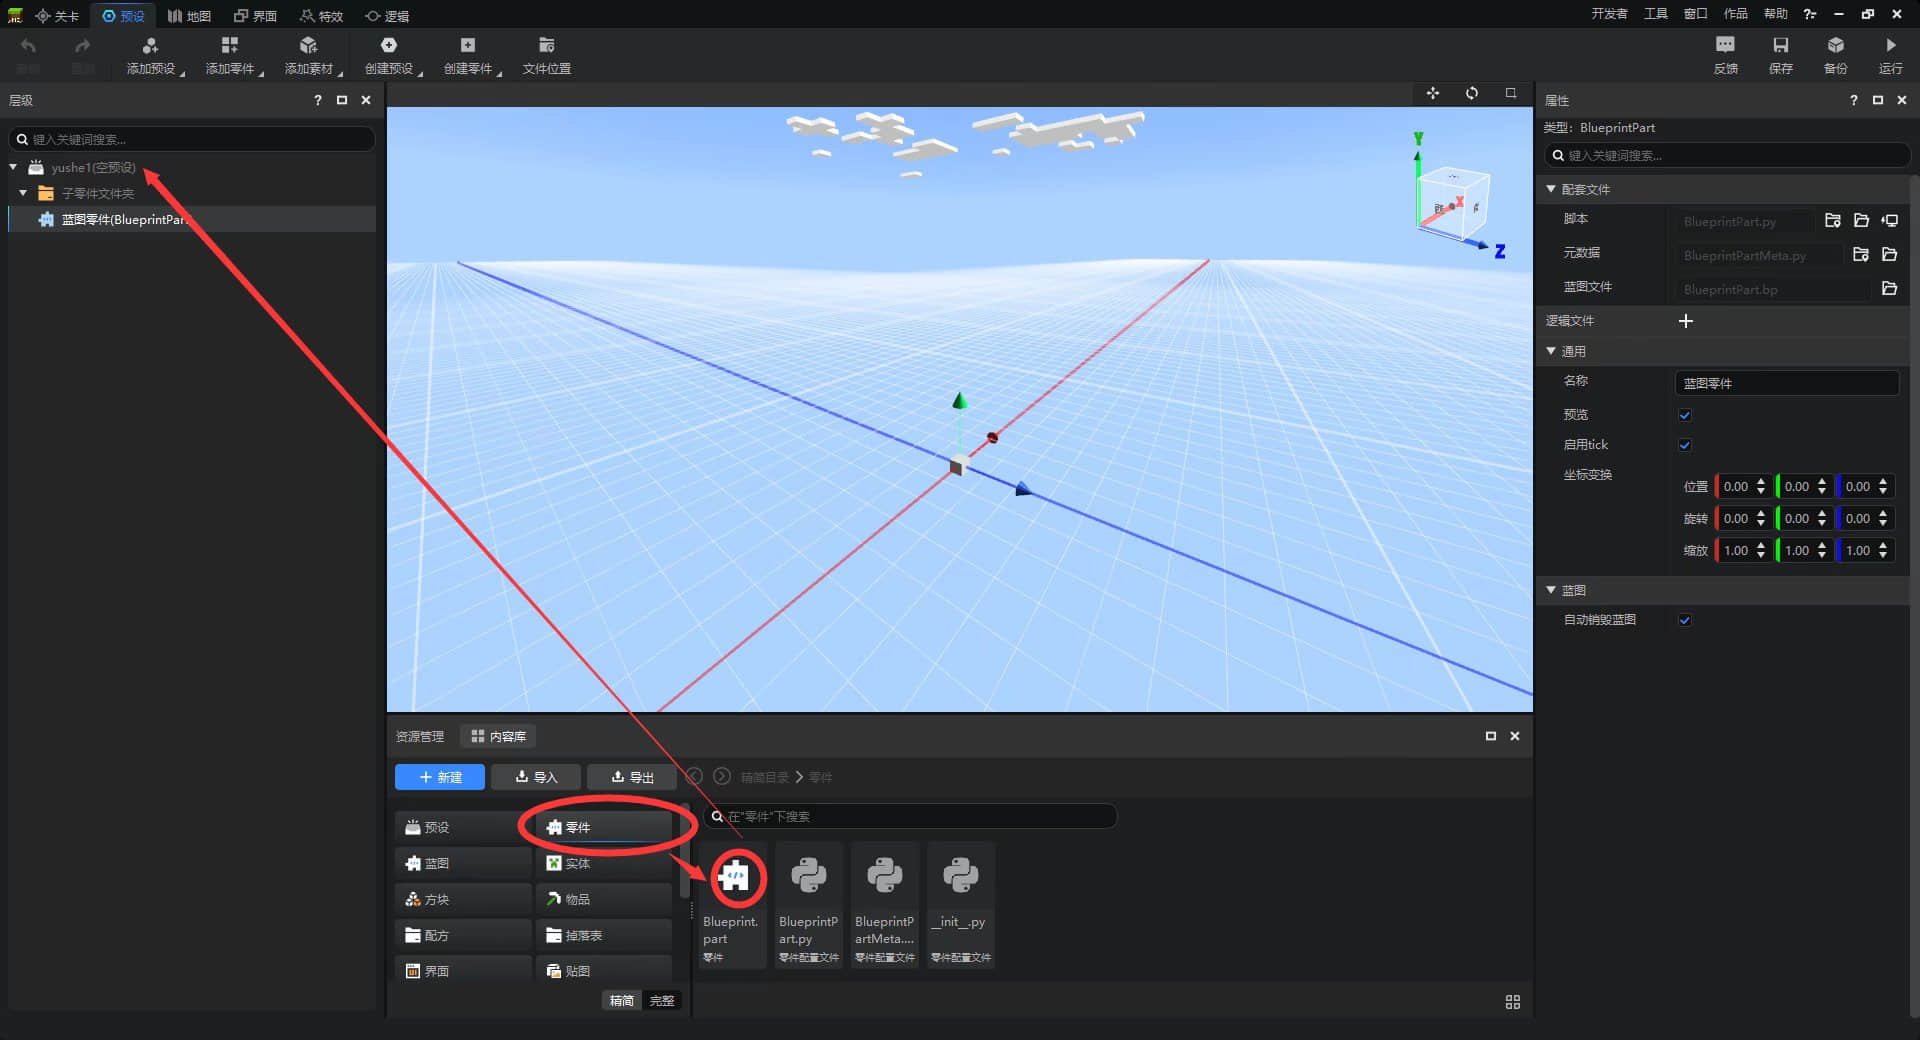 关卡 预设 地图 界面 特效 逻辑 开发者 工具 窗口 作品 帮助 ?
添加预设 添加零件 添加素材 创建预设 创建零件 文件位置 反馈 保存 备份 运行
层级 ?
键入关键词搜索...
yushe1(空预设)
子零件文件夹
蓝图零件(BlueprintPar
Y
X
Z
属性 ?
类型: BlueprintPart
键入关键词搜索...
配套文件
脚本 BlueprintPart.py
元数据 BlueprintPartMeta.py
蓝图文件 BlueprintPart.bp
逻辑文件
通用
名称 蓝图零件
预览
启用tick
坐标变换
位置 0.00 0.00 0.00
旋转 0.00 0.00 0.00
缩放 1.00 1.00 1.00
蓝图
自动销毁蓝图
资源管理 内容库
新建 导入 导出 精简目录 零件
在"零件"下搜索
预设 零件
蓝图 实体
方块 物品
配方 掉落表
界面 贴图
精简 完整
Blueprint.
part
零件
BlueprintP
art.py
零件配置文件
BlueprintP
artMeta....
零件配置文件
__init__.py
零件配置文件